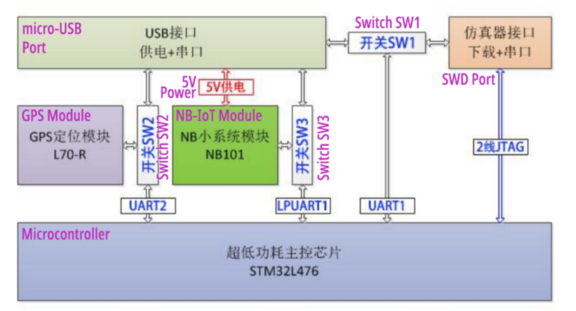 micro-USB
Port
USB接口
供电+串口
Switch SW1
开关SW1
仿真器接口
下载+串口
SWD Port
5V
Power
5V供电
GPS Module
GPS定位模块
L70-R
开关SW2
Switch SW2
NB-IoT Module
NB小系统模块
NB101
开关SW3
Switch SW3
2线JTAG
UART2
LPUART1
UART1
Microcontroller
超低功耗主控芯片
STM32L476